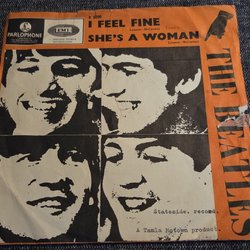 PARLOPHONE
EMI
I FEEL FINE
SHE'S A WOMAN
THE BEATLES
Stateside. record
A Tamla Motown product